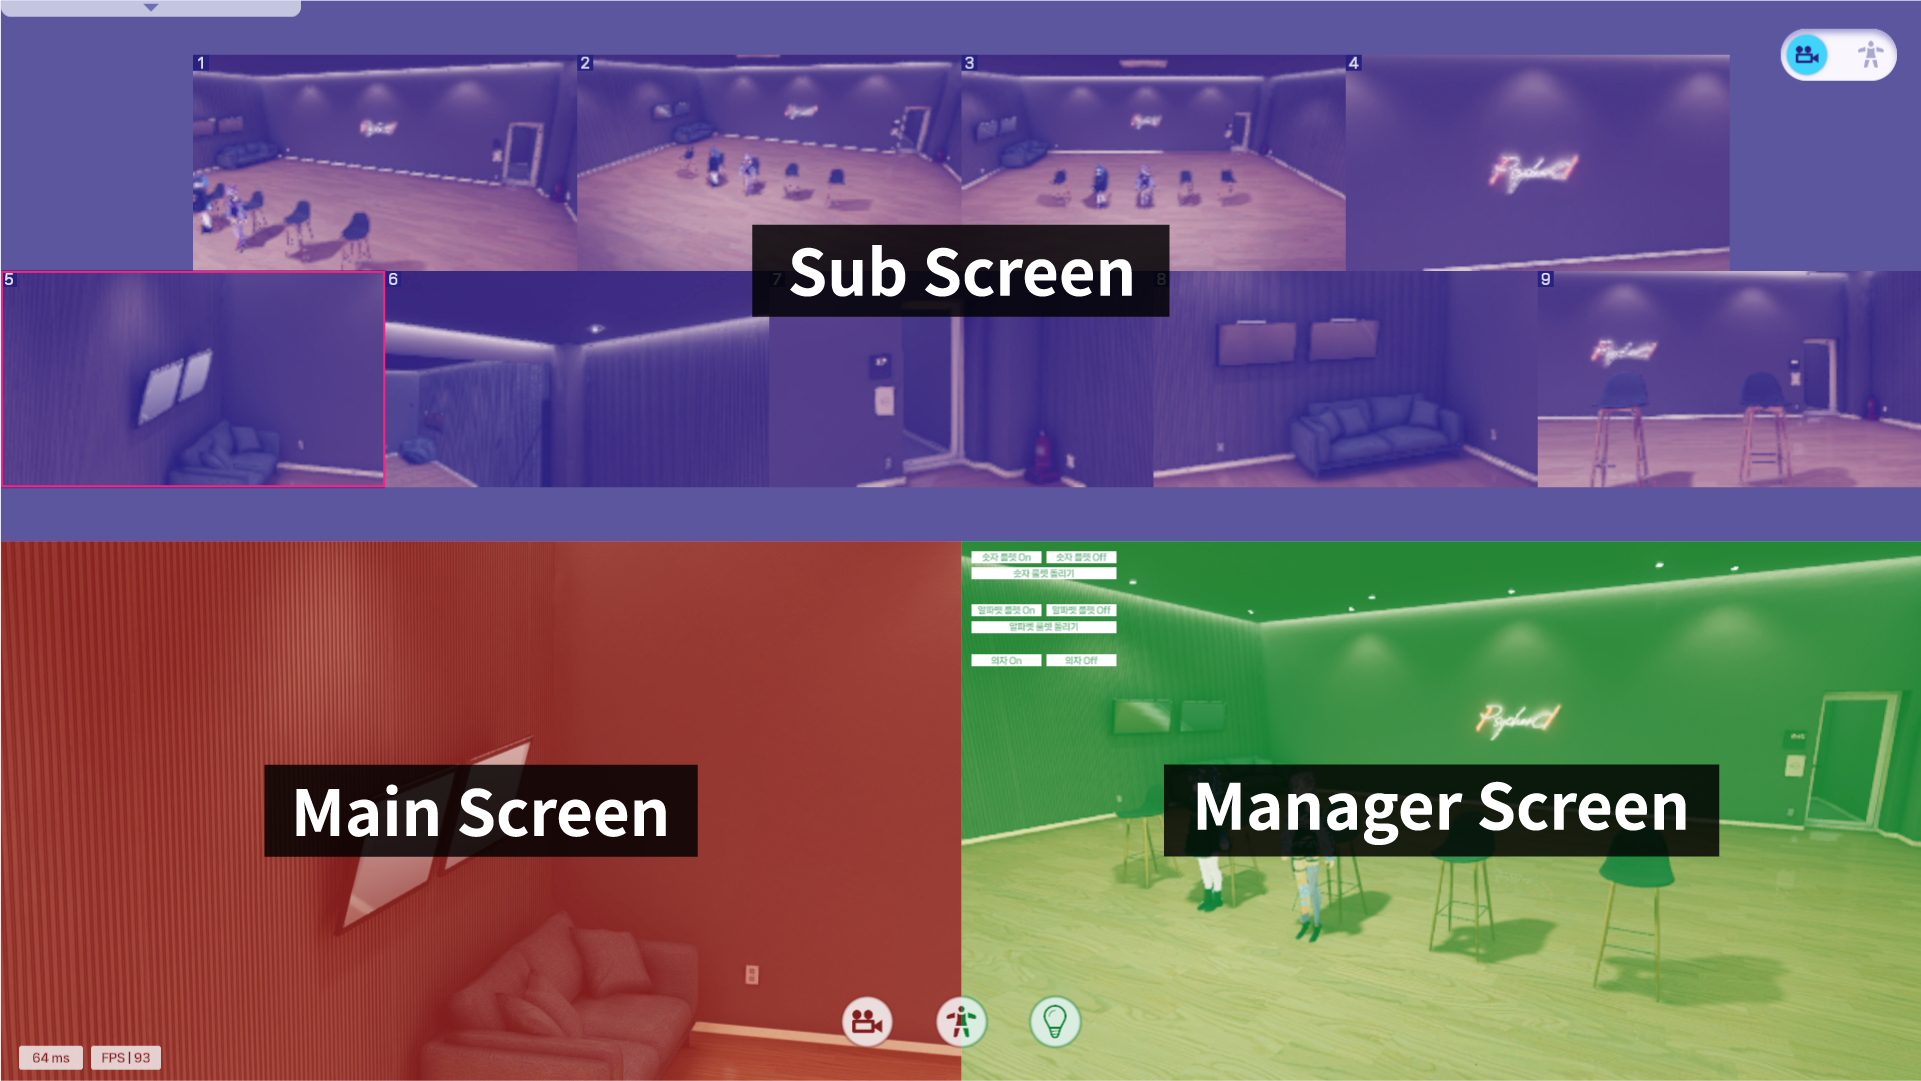 1
2
3
4
5
6
7
8
9
Sub Screen
숫자 룰렛 On
숫자 룰렛 Off
숫자 룰렛 돌리기
알파벳 룰렛 On
알파벳 룰렛 Off
알파벳 룰렛 돌리기
의자 On
의자 Off
Main Screen
Manager Screen
64 ms
FPS | 93